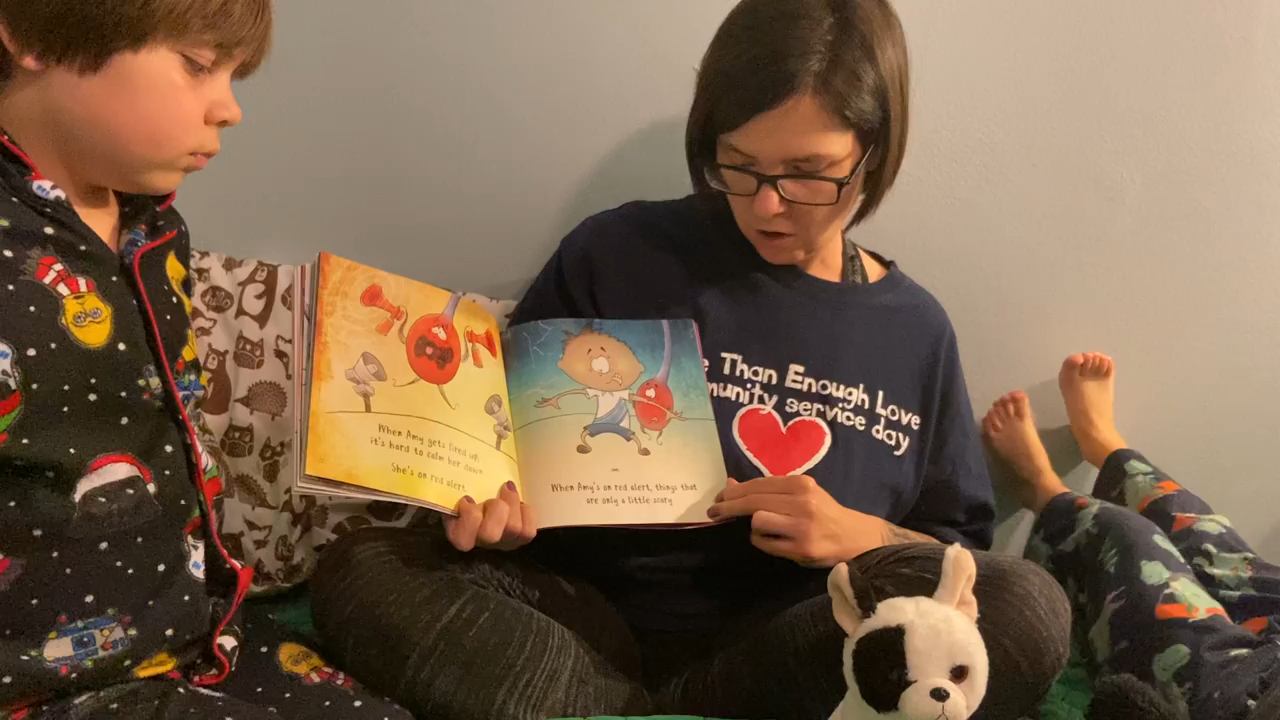 When Amy gets fired up,
it's hard to calm her down
She's on red alert
When Amy's on red alert, things that
are only a little scary
Than Enough Love
service day